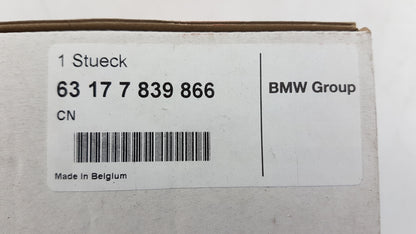 1 Stueck
63 17 7 839 866
BMW Group
CN
Made in Belgium